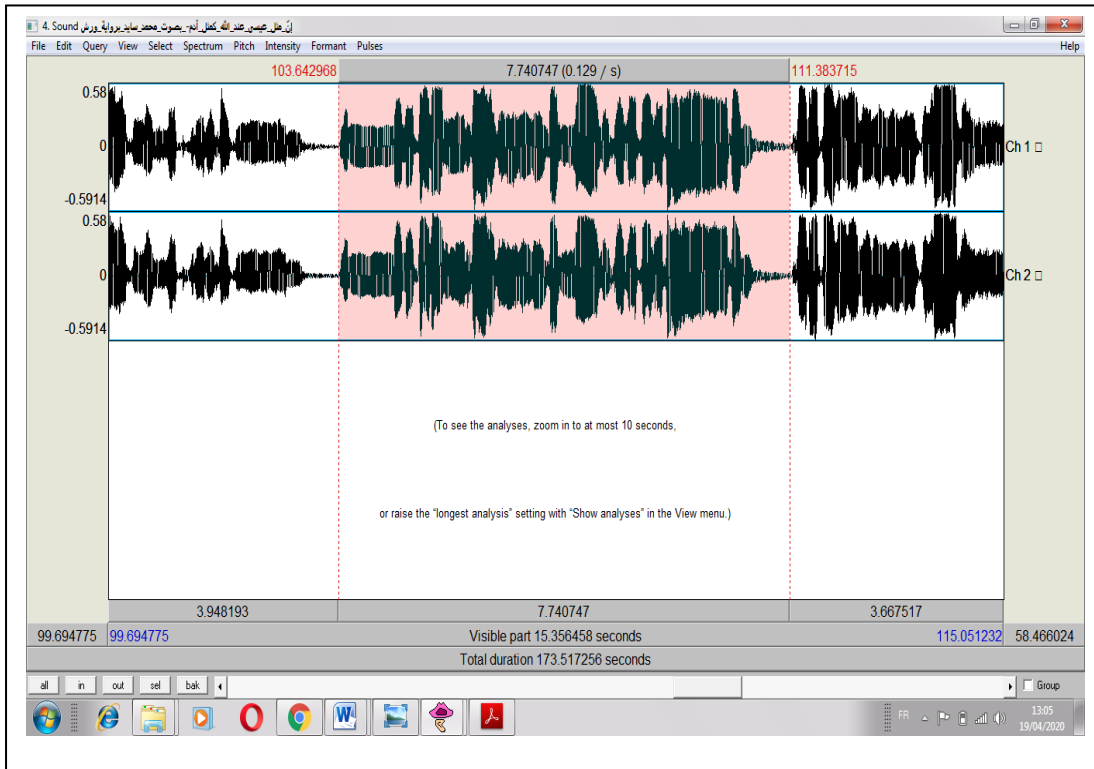 4. Sound إنّ_مثل_عيسى_عند_الله_كمثل_آدم-_بصوت_محمد_سايد_برواية_ورش
File Edit Query View Select Spectrum Pitch Intensity Formant Pulses Help
103.642968 7.740747 (0.129 / s) 111.383715
0.58
0
-0.5914
Ch 1
0.58
0
-0.5914
Ch 2
(To see the analyses, zoom in to at most 10 seconds,
or raise the "longest analysis" setting with "Show analyses" in the View menu.)
3.948193 7.740747 3.667517
99.694775 99.694775 Visible part 15.356458 seconds 115.051232 58.466024
Total duration 173.517256 seconds
all in out sel bak Group
FR 13:05
19/04/2020